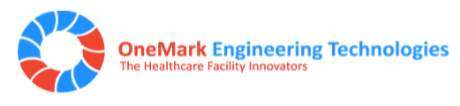 OneMark Engineering Technologies
The Healthcare Facility Innovators